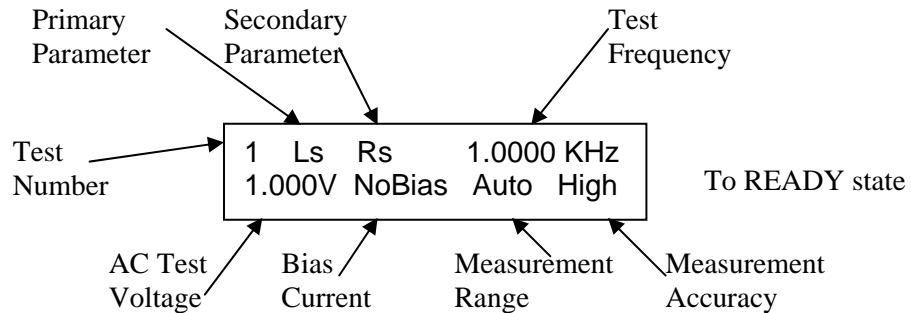 Primary Parameter
Secondary Parameter
Test Frequency
Test Number
1 Ls Rs 1.0000 KHz
1.000V NoBias Auto High
To READY state
AC Test Voltage
Bias Current
Measurement Range
Measurement Accuracy